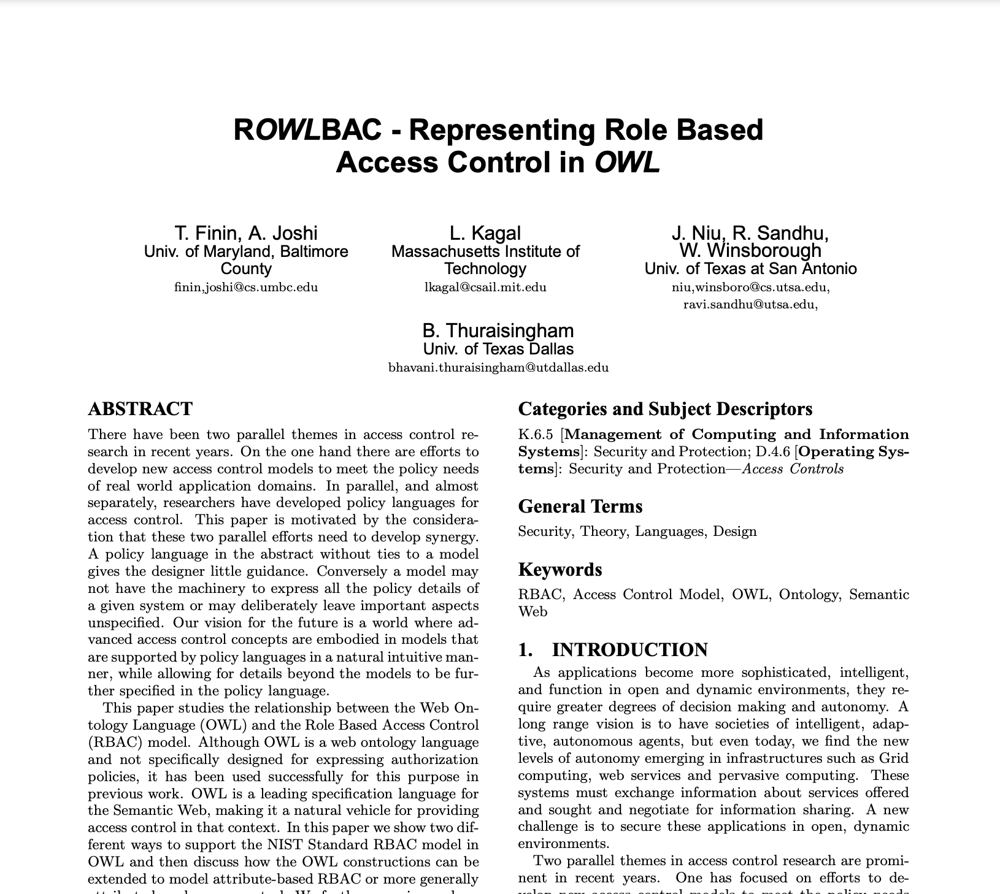 ROWLBAC - Representing Role Based
Access Control in OWL
T. Finin, A. Joshi
Univ. of Maryland, Baltimore
County
finin,joshi@cs.umbc.edu
L. Kagal
Massachusetts Institute of
Technology
lkagal@csail.mit.edu
J. Niu, R. Sandhu,
W. Winsborough
Univ. of Texas at San Antonio
niu,winsboro@cs.utsa.edu,
ravi.sandhu@utsa.edu,
B. Thuraisingham
Univ. of Texas Dallas
bhavani.thuraisingham@utdallas.edu
ABSTRACT
There have been two parallel themes in access control re-
search in recent years. On the one hand there are efforts to
develop new access control models to meet the policy needs
of real world application domains. In parallel, and almost
separately, researchers have developed policy languages for
access control. This paper is motivated by the considera-
tion that these two parallel efforts need to develop synergy.
A policy language in the abstract without ties to a model
gives the designer little guidance. Conversely a model may
not have the machinery to express all the policy details of
a given system or may deliberately leave important aspects
unspecified. Our vision for the future is a world where ad-
vanced access control concepts are embodied in models that
are supported by policy languages in a natural intuitive man-
ner, while allowing for details beyond the models to be fur-
ther specified in the policy language.
This paper studies the relationship between the Web On-
tology Language (OWL) and the Role Based Access Control
(RBAC) model. Although OWL is a web ontology language
and not specifically designed for expressing authorization
policies, it has been used successfully for this purpose in
previous work. OWL is a leading specification language for
the Semantic Web, making it a natural vehicle for providing
access control in that context. In this paper we show two dif-
ferent ways to support the NIST Standard RBAC model in
OWL and then discuss how the OWL constructions can be
extended to model attribute-based RBAC or more generally
Categories and Subject Descriptors
K.6.5 [Management of Computing and Information
Systems]: Security and Protection; D.4.6 [Operating Sys-
tems]: Security and Protection—Access Controls
General Terms
Security, Theory, Languages, Design
Keywords
RBAC, Access Control Model, OWL, Ontology, Semantic
Web
1. INTRODUCTION
As applications become more sophisticated, intelligent,
and function in open and dynamic environments, they re-
quire greater degrees of decision making and autonomy. A
long range vision is to have societies of intelligent, adap-
tive, autonomous agents, but even today, we find the new
levels of autonomy emerging in infrastructures such as Grid
computing, web services and pervasive computing. These
systems must exchange information about services offered
and sought and negotiate for information sharing. A new
challenge is to secure these applications in open, dynamic
environments.
Two parallel themes in access control research are promi-
nent in recent years. One has focused on efforts to de-
velop new access control models to meet the policy needs